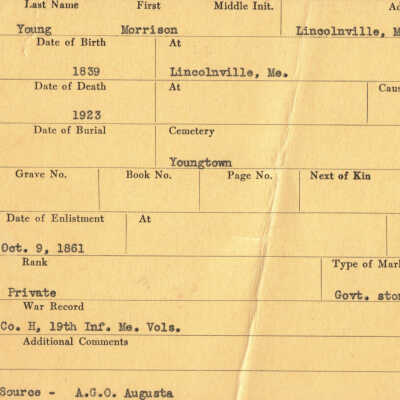 Last Name First Middle Init.
Young Morrison Lincolnville, M
Date of Birth At
1839 Lincolnville, Me.
Date of Death At Caus
1923
Date of Burial Cemetery
Youngtown
Grave No. Book No. Page No. Next of Kin
Date of Enlistment At
Oct. 9, 1861
Rank Type of Mar
Private Govt. ston
War Record
Co. H, 19th Inf. Me. Vols.
Additional Comments
Source - A.G.O. Augusta